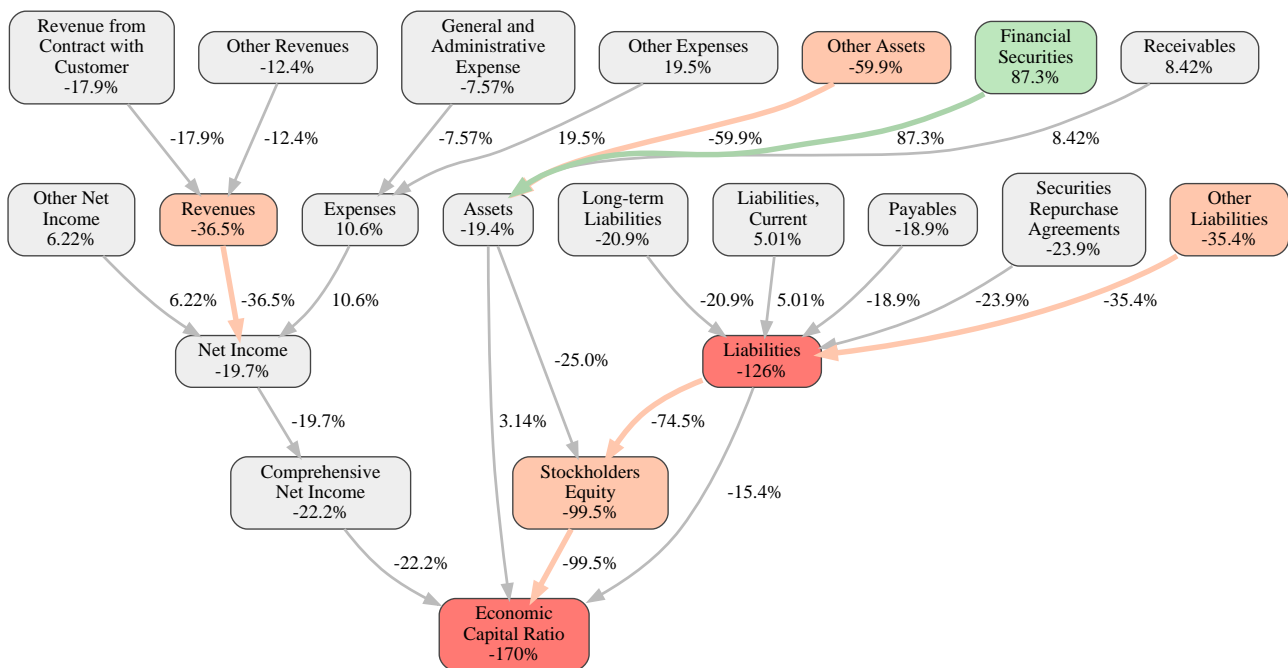 Revenue from
Contract with
Customer
-17.9%
Other Revenues
-12.4%
General and
Administrative
Expense
-7.57%
Other Expenses
19.5%
Other Assets
-59.9%
Financial
Securities
87.3%
Receivables
8.42%
-17.9%
-12.4%
-7.57%
19.5%
-59.9%
87.3%
8.42%
Other Net
Income
6.22%
Revenues
-36.5%
Expenses
10.6%
Assets
-19.4%
Long-term
Liabilities
-20.9%
Liabilities,
Current
5.01%
Payables
-18.9%
Securities
Repurchase
Agreements
-23.9%
Other
Liabilities
-35.4%
6.22%
-36.5%
10.6%
-20.9%
5.01%
-18.9%
-23.9%
-35.4%
Net Income
-19.7%
-25.0%
Liabilities
-126%
-19.7%
3.14%
-74.5%
Comprehensive
Net Income
-22.2%
Stockholders
Equity
-99.5%
-15.4%
-22.2%
-99.5%
Economic
Capital Ratio
-170%